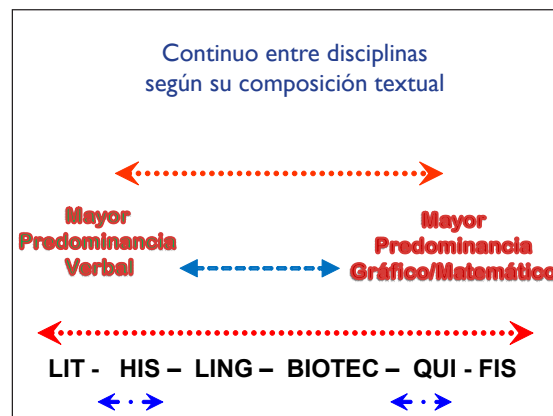 Continuo entre disciplinas
según su composición textual
Mayor
Predominancia
Verbal
Mayor
Predominancia
Gráfico/Matemático
LIT - HIS – LING – BIOTEC – QUI - FIS